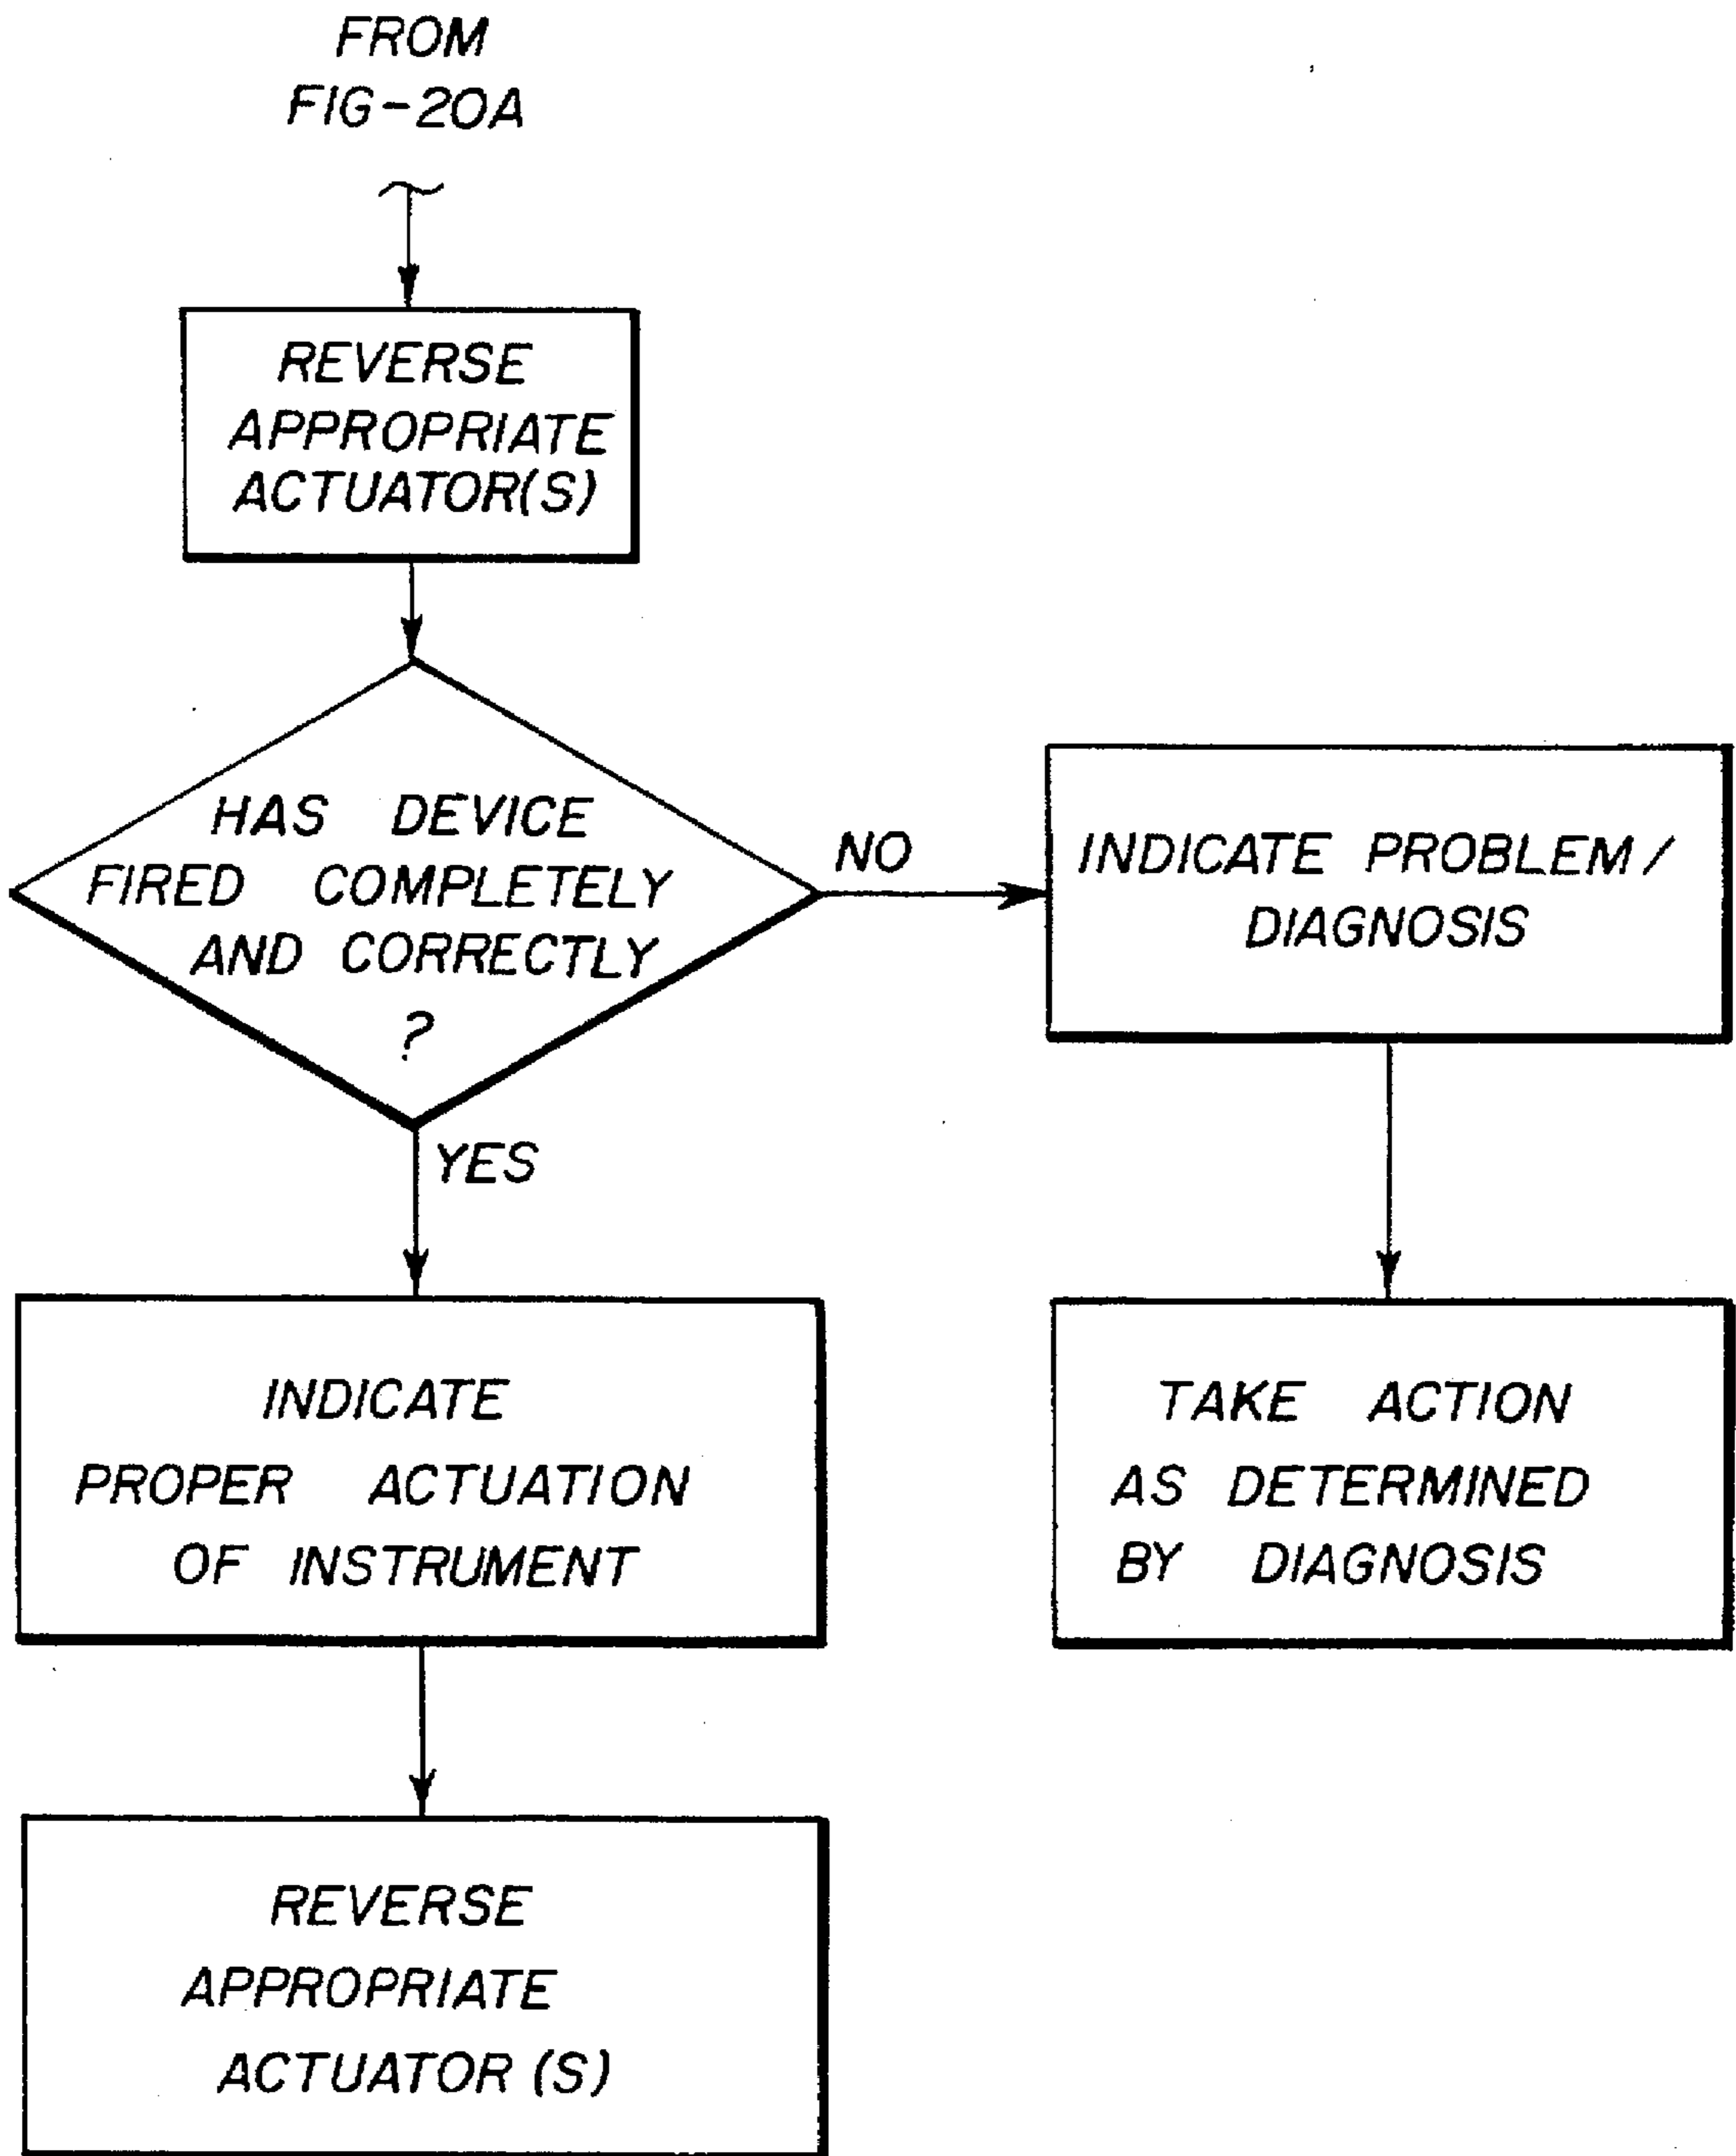 FROM
FIG-20A
REVERSE
APPROPRIATE
ACTUATOR(S)
HAS DEVICE
FIRED COMPLETELY
AND CORRECTLY
?
NO
INDICATE PROBLEM/
DIAGNOSIS
YES
INDICATE
PROPER ACTUATION
OF INSTRUMENT
TAKE ACTION
AS DETERMINED
BY DIAGNOSIS
REVERSE
APPROPRIATE
ACTUATOR (S)